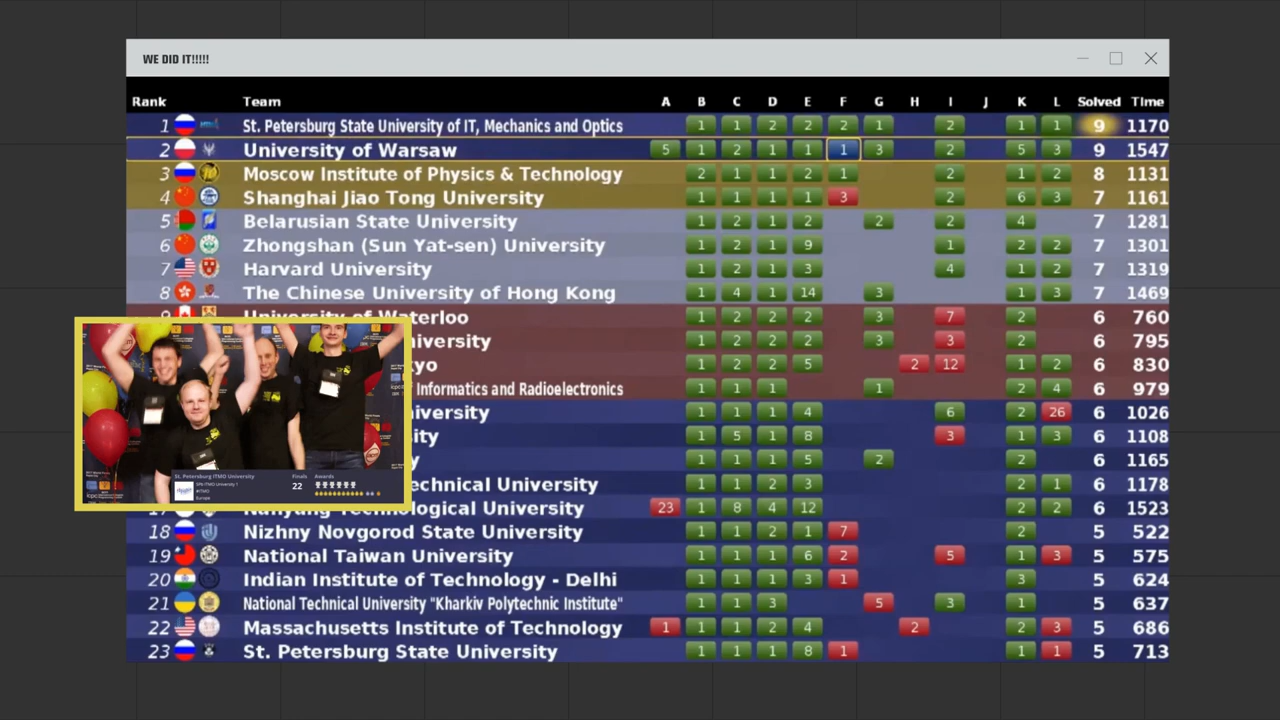 WE DID IT!!!!!
Rank Team A B C D E F G H I J K L Solved Time
1 St. Petersburg State University of IT, Mechanics and Optics 1 1 2 2 2 1 2 1 1 9 1170
2 University of Warsaw 5 1 2 1 1 1 3 2 5 3 9 1547
3 Moscow Institute of Physics & Technology 2 1 1 2 1 2 1 2 8 1131
4 Shanghai Jiao Tong University 1 1 1 1 3 2 6 3 7 1161
5 Belarusian State University 1 2 1 2 2 2 4 7 1281
6 Zhongshan (Sun Yat-sen) University 1 2 1 9 1 2 2 7 1301
7 Harvard University 1 2 1 3 4 1 2 7 1319
8 The Chinese University of Hong Kong 1 4 1 14 3 1 3 7 1469
University of Waterloo 1 2 2 2 3 7 2 6 760
1 1 1 2 3 3 2 6 795
1 2 2 5 2 12 1 2 6 830
Informatics and Radioelectronics 1 1 1 1 2 4 6 979
1 1 1 4 6 2 26 6 1026
1 5 1 8 3 1 3 6 1108
1 1 1 5 2 2 6 1165
University 1 1 2 3 2 1 6 1178
17 Nanyang Technological University 23 1 8 4 12 2 2 6 1523
18 Nizhny Novgorod State University 1 1 2 1 7 2 5 522
19 National Taiwan University 1 1 1 6 2 5 1 3 5 575
20 Indian Institute of Technology - Delhi 1 1 1 3 1 3 5 624
21 National Technical University "Kharkiv Polytechnic Institute" 1 1 3 5 3 1 5 637
22 Massachusetts Institute of Technology 1 1 1 2 4 2 2 3 5 686
23 St. Petersburg State University 1 1 1 8 1 1 1 5 713
St. Petersburg ITMO University Finals Awards
SPb ITMO University 1 22
#ITMO
Europe